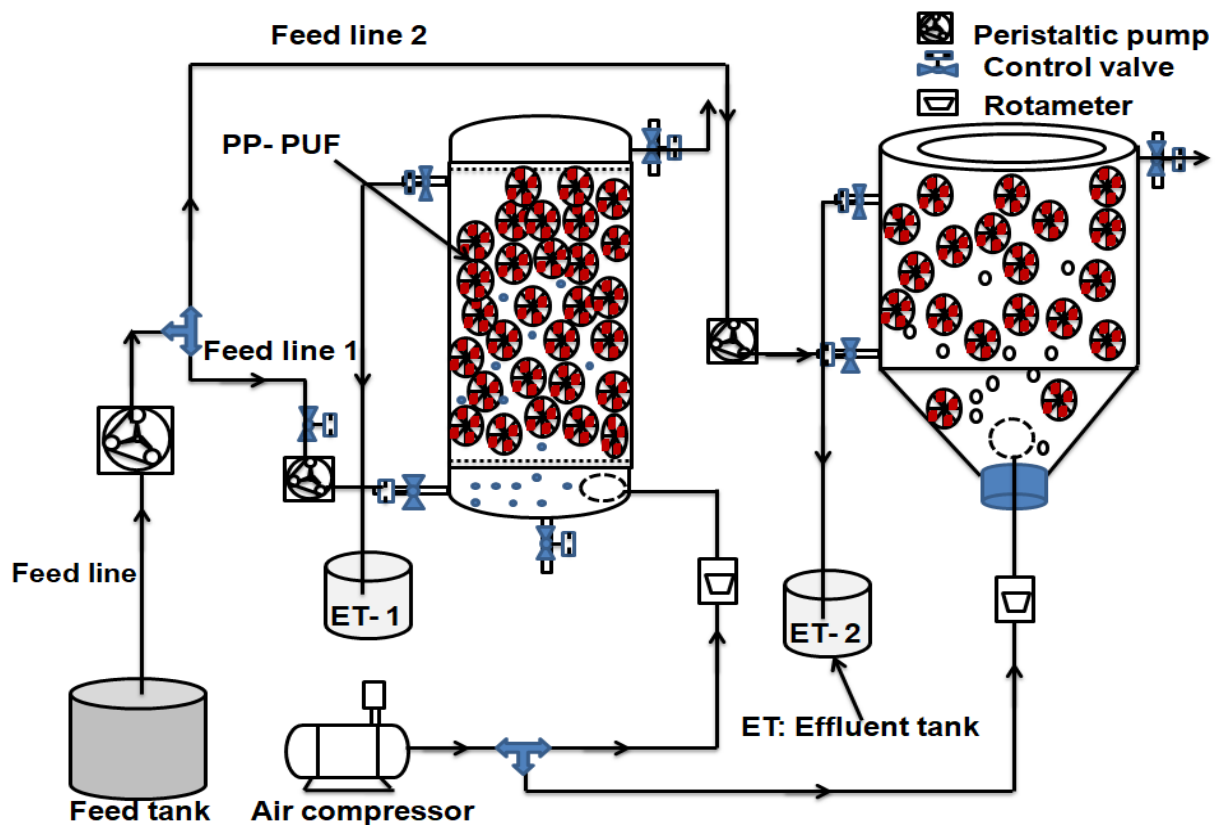 Feed line 2
Peristaltic pump
Control valve
Rotameter
PP- PUF
Feed line 1
Feed line
ET- 1
ET- 2
ET: Effluent tank
Feed tank
Air compressor